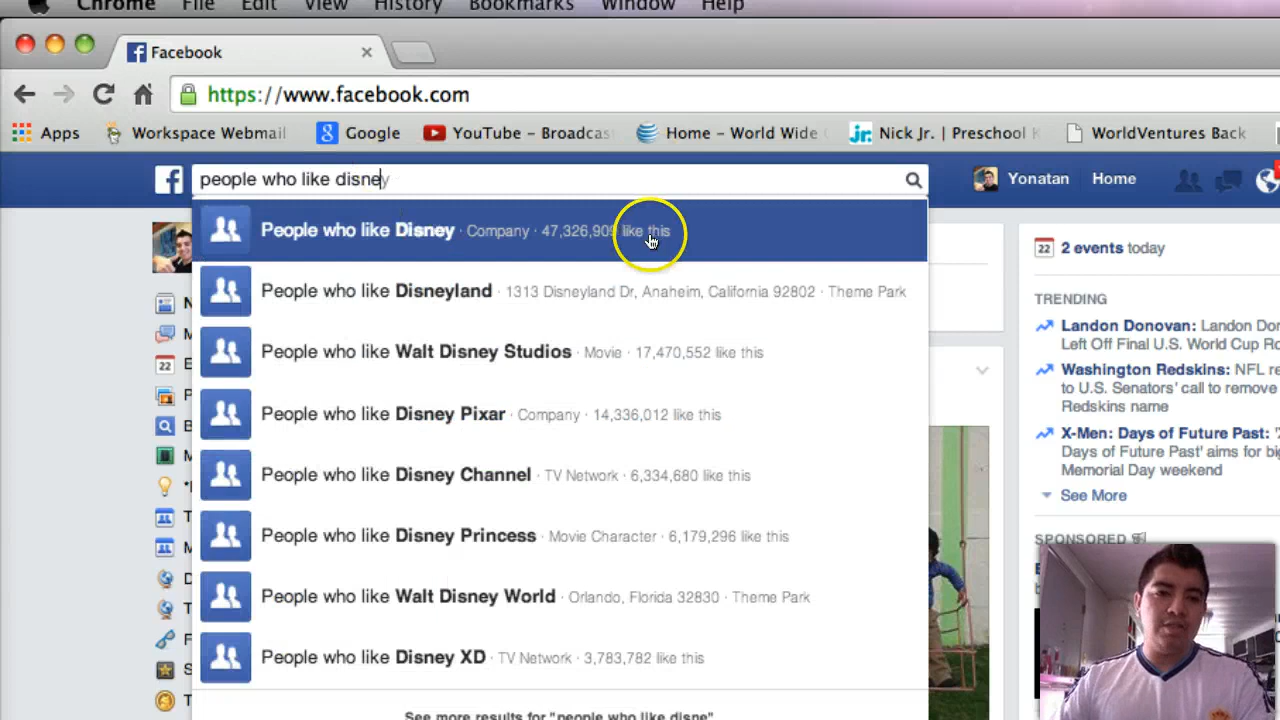 Chrome File Edit View History Bookmarks Window Help
Facebook
https://www.facebook.com
Apps Workspace Webmail Google YouTube - Broadcas Home - World Wide Nick Jr. | Preschool WorldVentures Back
people who like disney
Yonatan Home
People who like Disney · Company · 47,326,909 like this
People who like Disneyland · 1313 Disneyland Dr, Anaheim, California 92802 · Theme Park
People who like Walt Disney Studios · Movie · 17,470,552 like this
People who like Disney Pixar · Company · 14,336,012 like this
People who like Disney Channel · TV Network · 6,334,680 like this
People who like Disney Princess · Movie Character · 6,179,296 like this
People who like Walt Disney World · Orlando, Florida 32830 · Theme Park
People who like Disney XD · TV Network · 3,783,782 like this
See more results for "people who like disne"
22 2 events today
TRENDING
Landon Donovan: Landon Do
Left Off Final U.S. World Cup Ro
Washington Redskins: NFL re
to U.S. Senators' call to remove
Redskins name
X-Men: Days of Future Past: 'X
Days of Future Past' aims for big
Memorial Day weekend
See More
SPONSORED
22